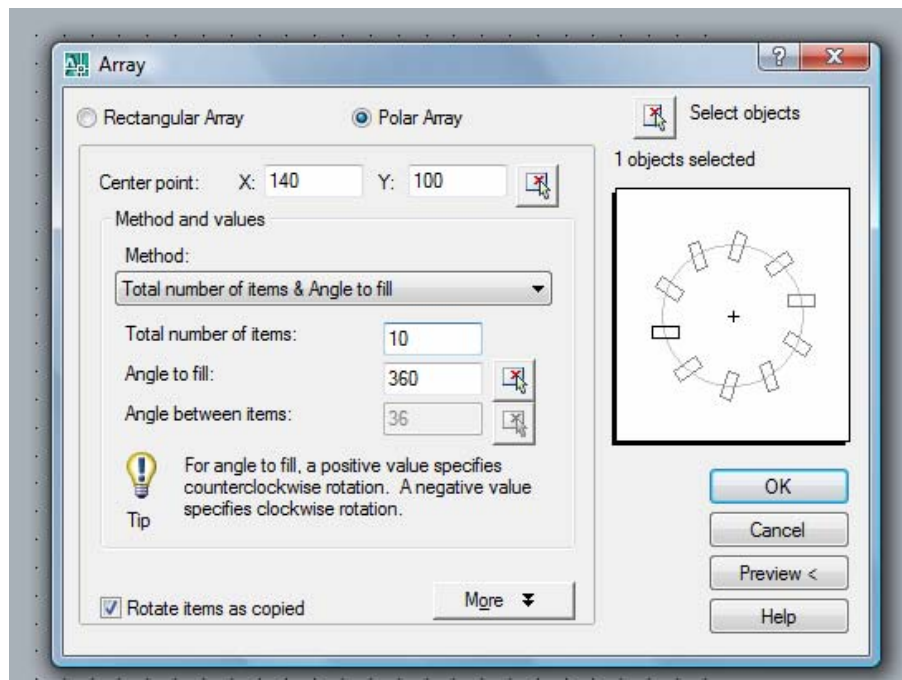 Array
Rectangular Array Polar Array Select objects
1 objects selected
Center point: X: 140 Y: 100
Method and values
Method:
Total number of items & Angle to fill
Total number of items: 10
Angle to fill: 360
Angle between items: 36
For angle to fill, a positive value specifies
counterclockwise rotation. A negative value
specifies clockwise rotation.
Tip
OK
Cancel
Preview <
Help
Rotate items as copied More